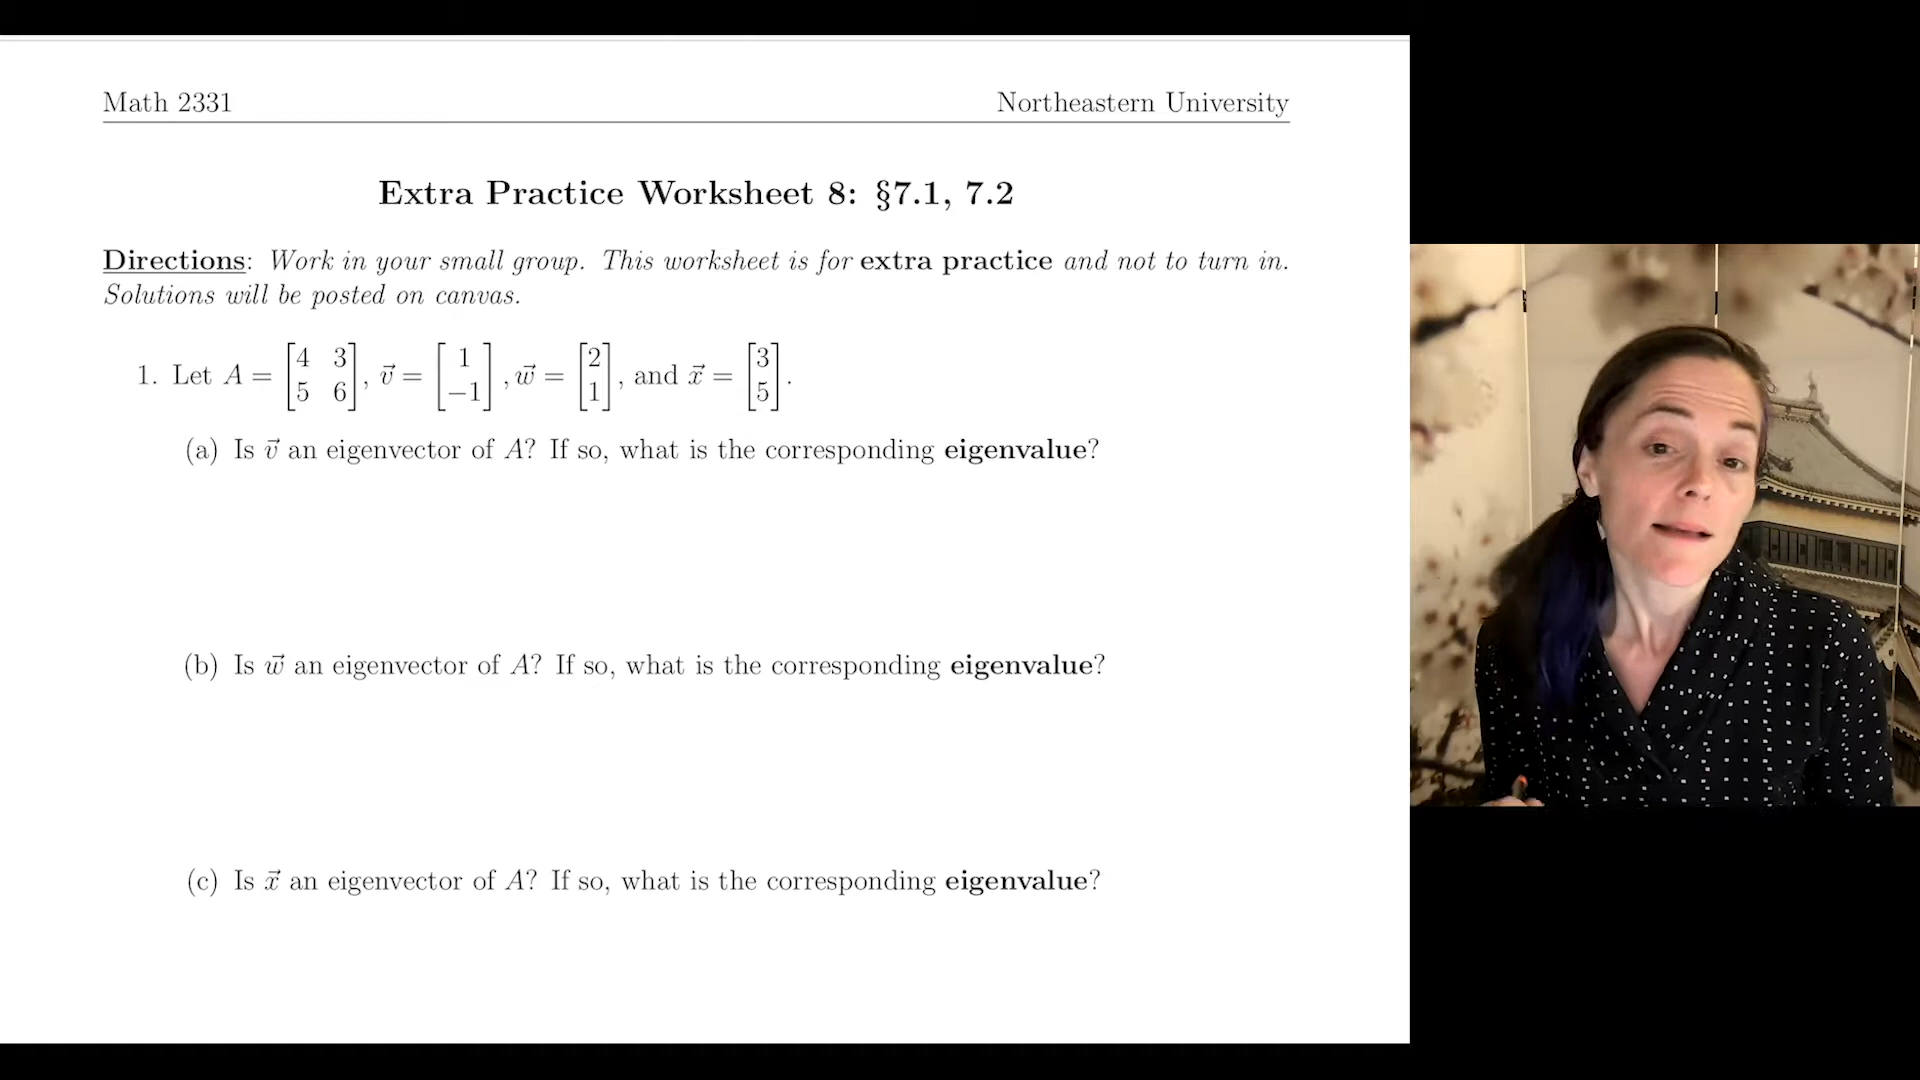 Math 2331 Northeastern University
Extra Practice Worksheet 8: §7.1, 7.2
Directions: Work in your small group. This worksheet is for extra practice and not to turn in.
Solutions will be posted on canvas.
1. Let A = [4 3; 5 6], v⃗ = [1; −1], w⃗ = [2; 1], and x⃗ = [3; 5].
(a) Is v⃗ an eigenvector of A? If so, what is the corresponding eigenvalue?
(b) Is w⃗ an eigenvector of A? If so, what is the corresponding eigenvalue?
(c) Is x⃗ an eigenvector of A? If so, what is the corresponding eigenvalue?